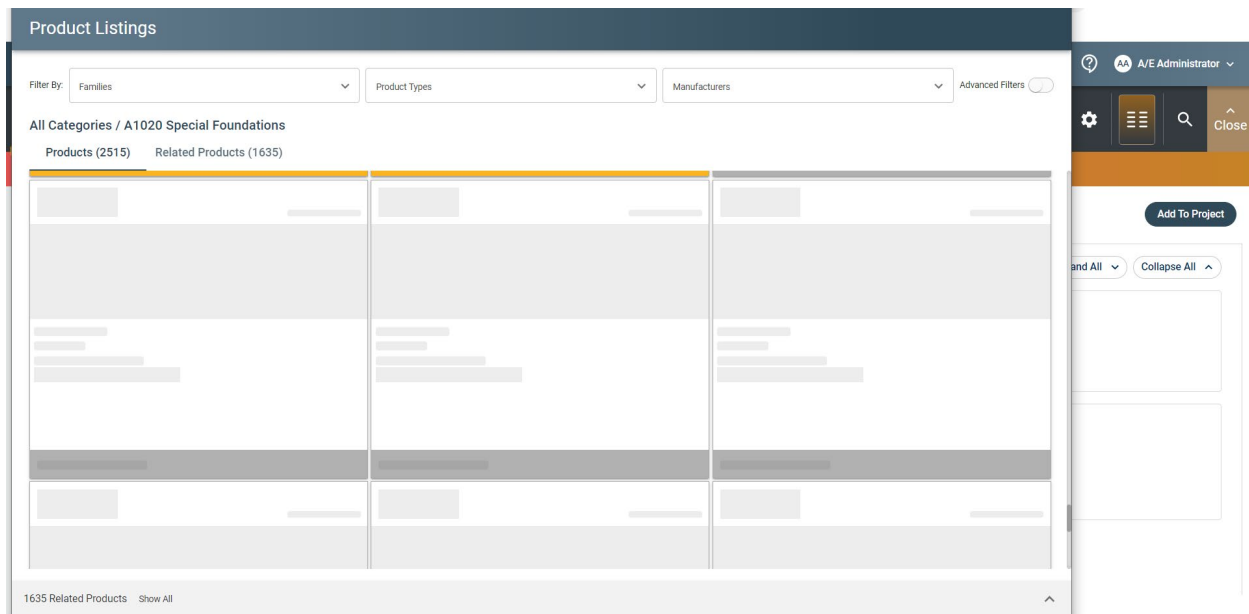 Product Listings
AA A/E Administrator
Filter By: Families Product Types Manufacturers Advanced Filters
Close
All Categories / A1020 Special Foundations
Products (2515) Related Products (1635)
Add To Project
and All Collapse All
1635 Related Products Show All